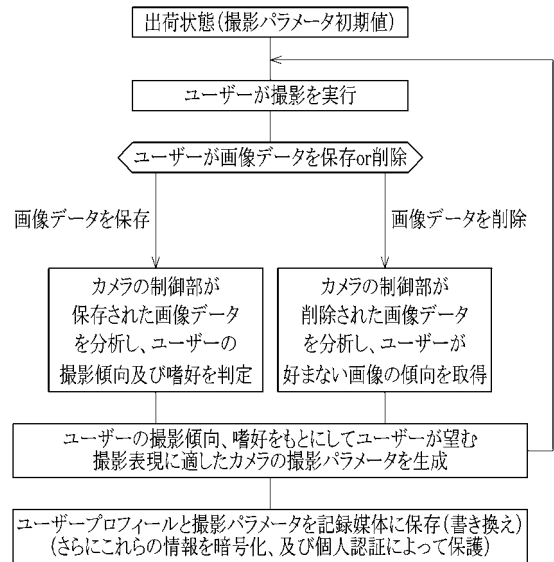 出荷状態(撮影パラメータ初期値)
ユーザーが撮影を実行
ユーザーが画像データを保存or削除
画像データを保存
画像データを削除
カメラの制御部が
保存された画像データ
を分析し、ユーザーの
撮影傾向及び嗜好を判定
カメラの制御部が
削除された画像データ
を分析し、ユーザーが
好まない画像の傾向を取得
ユーザーの撮影傾向、嗜好をもとにしてユーザーが望む
撮影表現に適したカメラの撮影パラメータを生成
ユーザープロフィールと撮影パラメータを記録媒体に保存(書き換え)
(さらにこれらの情報を暗号化、及び個人認証によって保護)